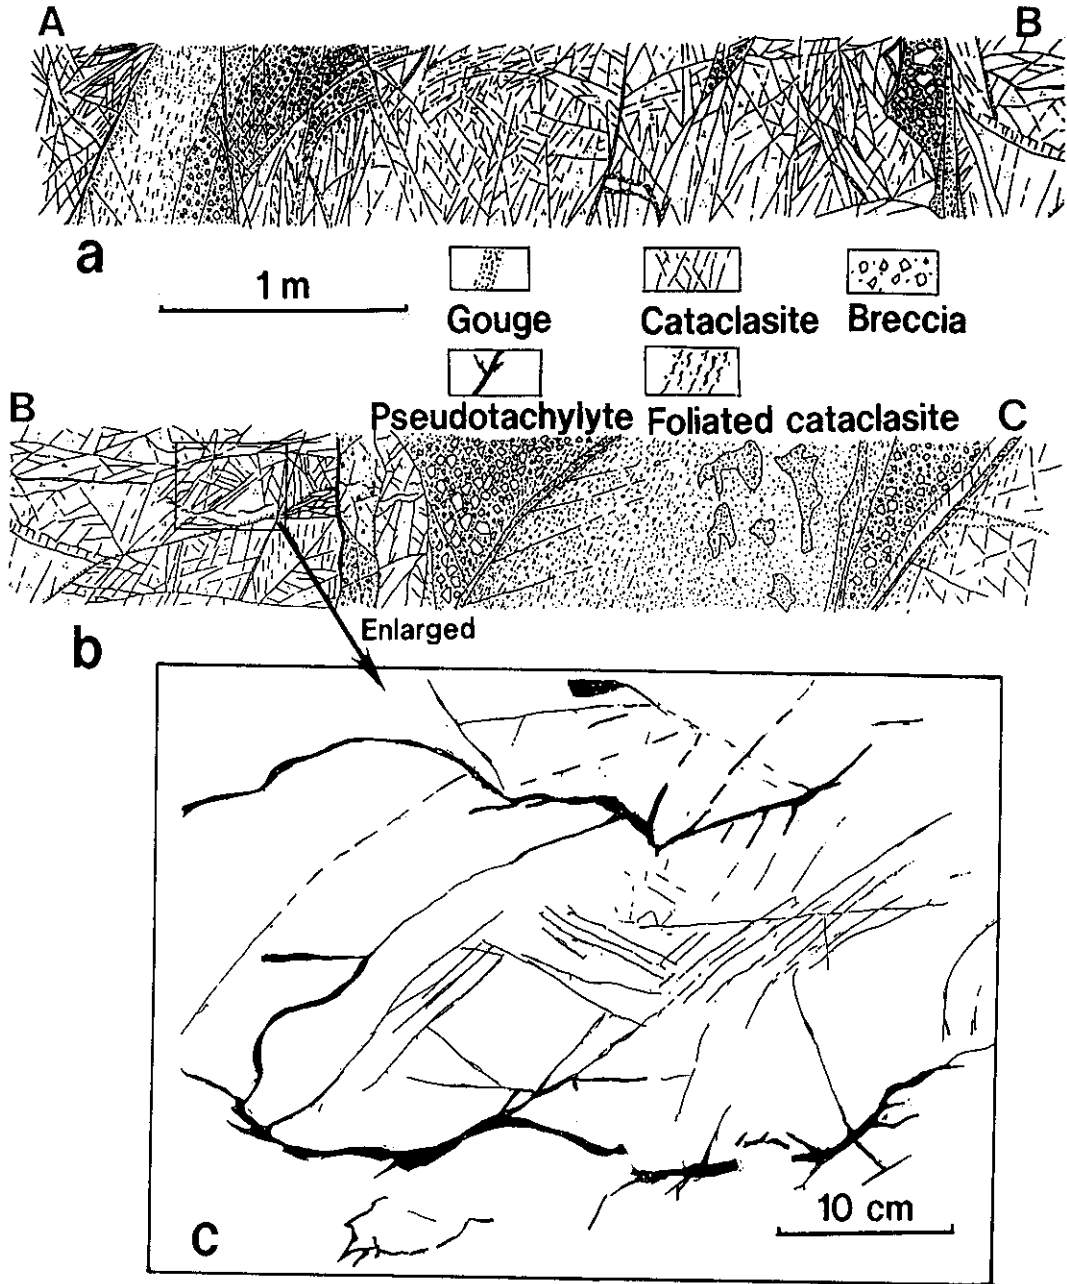 A B
a
1 m
Gouge Cataclasite Breccia
Pseudotachylyte Foliated cataclasite
B C
b
Enlarged
10 cm
C